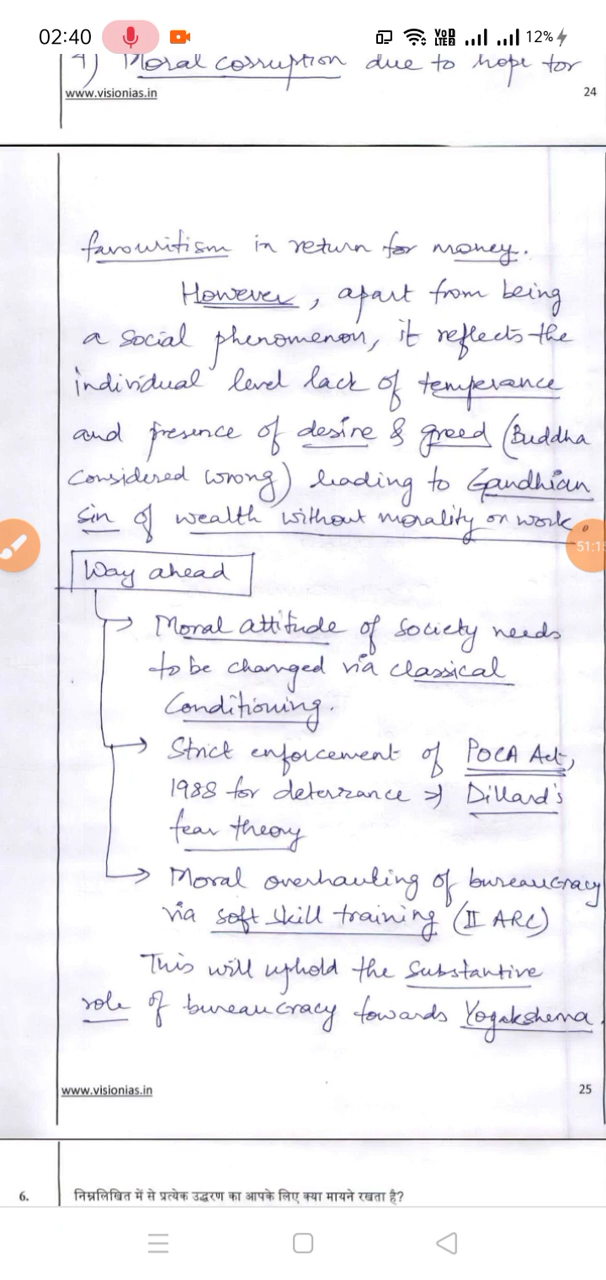 02:40
Vo))
LTE2
12%
4) Moral corruption due to hope for
www.visionias.in
24
favouritism in return for money.
However, apart from being
a social phenomenon, it reflects the
individual level lack of temperance
and presence of desire & greed (Buddha
considered wrong) leading to Gandhian
sin of wealth without morality or work.
51:15
Way ahead
→ Moral attitude of society needs
to be changed via classical
Conditioning.
→ Strict enforcement of POCA Act,
1988 for deterrance ⇒ Dillard's
fear theory
→ Moral overhauling of bureaucracy
via soft skill training (II ARC)
This will uphold the substantive
role of bureaucracy towards Yogakshema.
www.visionias.in
25
6. निम्नलिखित में से प्रत्येक उद्धरण का आपके लिए क्या मायने रखता है?